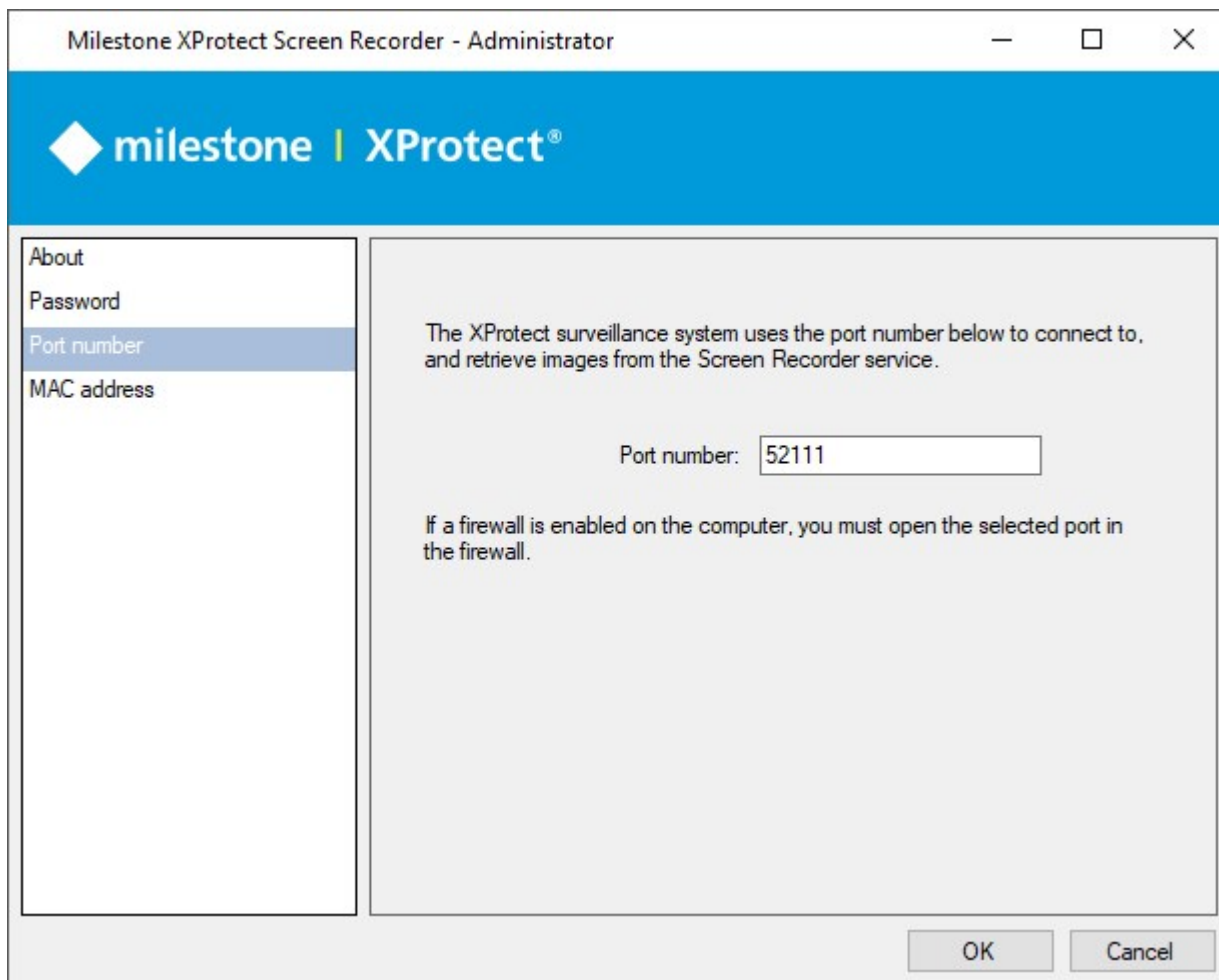 Milestone XProtect Screen Recorder - Administrator
milestone | XProtect®
About
Password
Port number
MAC address
The XProtect surveillance system uses the port number below to connect to,
and retrieve images from the Screen Recorder service.
Port number: 52111
If a firewall is enabled on the computer, you must open the selected port in
the firewall.
OK Cancel